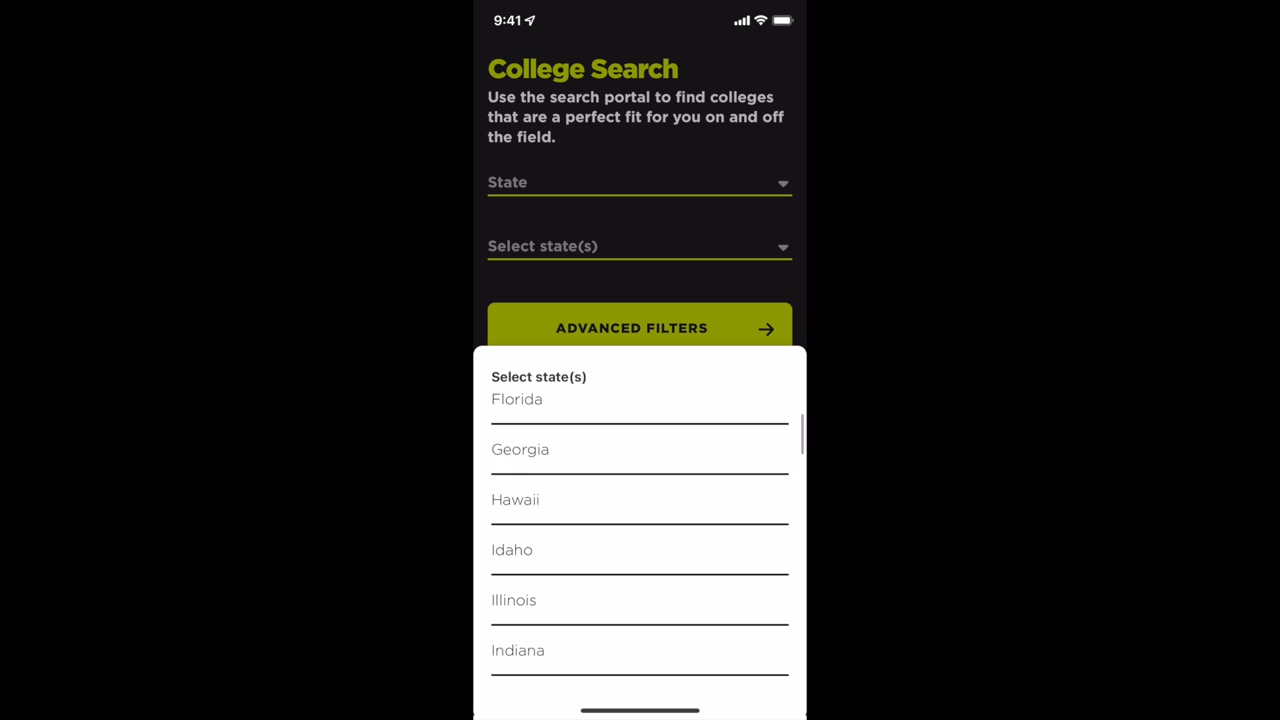 9:41
College Search
Use the search portal to find colleges
that are a perfect fit for you on and off
the field.
State
Select state(s)
ADVANCED FILTERS
Select state(s)
Florida
Georgia
Hawaii
Idaho
Illinois
Indiana